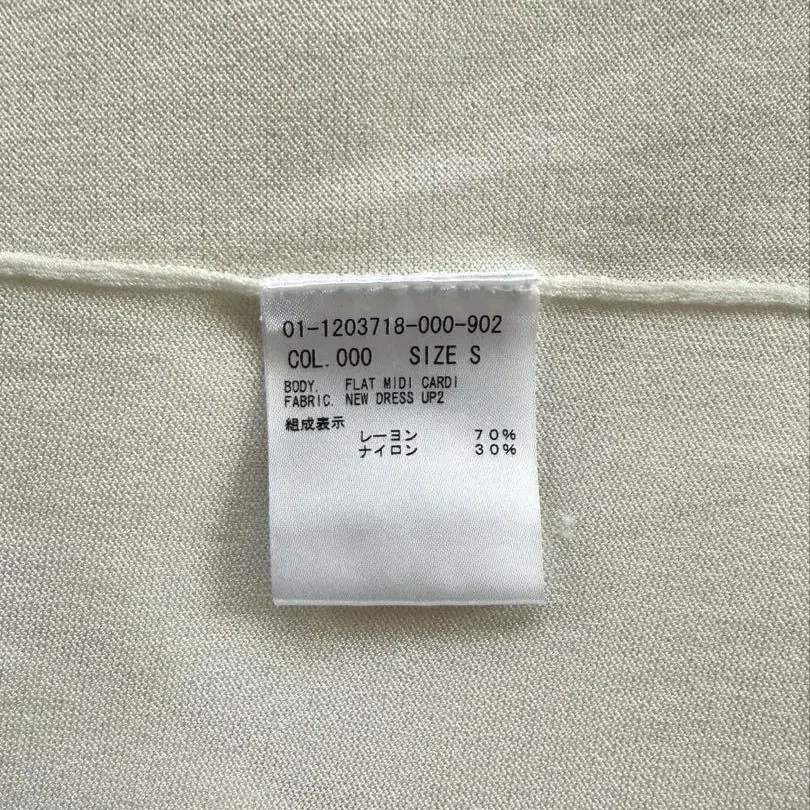 01-1203718-000-902
COL.000 SIZE S
BODY. FLAT MIDI CARDI
FABRIC. NEW DRESS UP2
組成表示
レーヨン 70%
ナイロン 30%